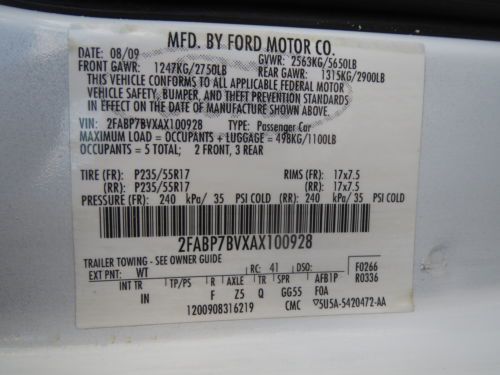 MFD. BY FORD MOTOR CO.
DATE: 08/09 GVWR: 2563KG/5650LB
FRONT GAWR: 1247KG/2750LB REAR GAWR: 1315KG/2900LB
THIS VEHICLE CONFORMS TO ALL APPLICABLE FEDERAL MOTOR
VEHICLE SAFETY, BUMPER, AND THEFT PREVENTION STANDARDS
IN EFFECT ON THE DATE OF MANUFACTURE SHOWN ABOVE.
VIN: 2FABP7BVXAX100928 TYPE: Passenger Car
MAXIMUM LOAD = OCCUPANTS + LUGGAGE = 498KG/1100LB
OCCUPANTS = 5 TOTAL: 2 FRONT, 3 REAR
TIRE (FR): P235/55R17 RIMS (FR): 17x7.5
(RR): P235/55R17 (RR): 17x7.5
PRESSURE (FR): 240 kPa/ 35 PSI COLD (RR): 240 kPa/ 35 PSI COLD
2FABP7BVXAX100928
TRAILER TOWING - SEE OWNER GUIDE
EXT PNT: WT RC: 41 DSO: F0266
INT TR TP/PS R AXLE TR SPR AFB1P R0336
IN F Z5 Q GG55 F0A
1200908316219 CMC 5U5A-5420472-AA